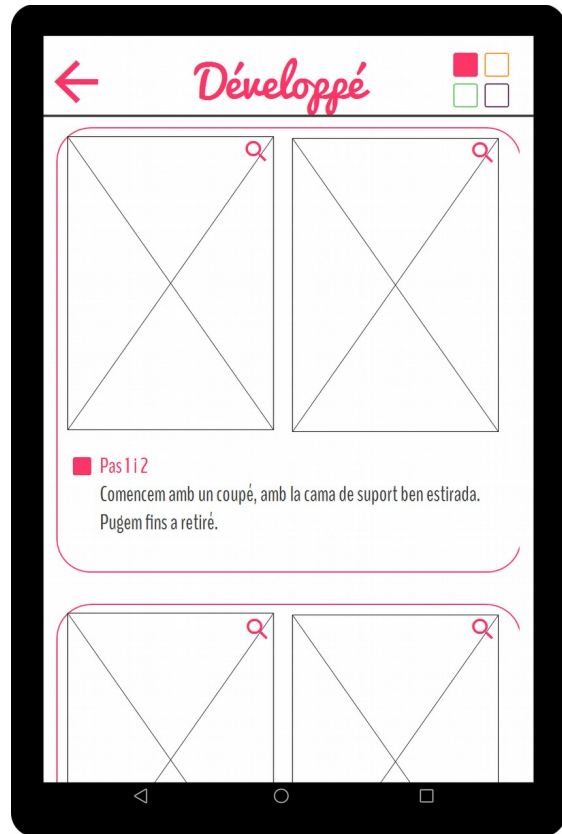 Développé
Pas 1 i 2
Comencem amb un coupé, amb la cama de suport ben estirada.
Pugem fins a retiré.